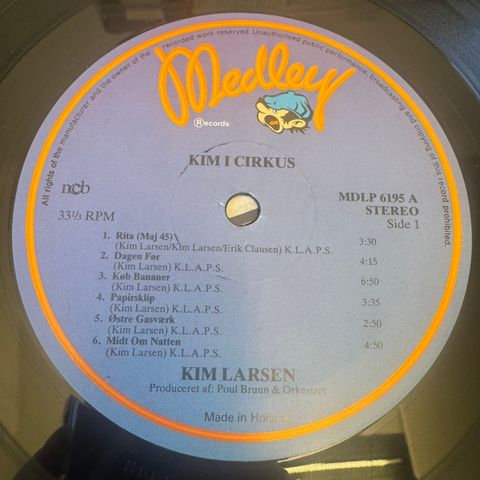 recorded work reserved. Unauthorised public performance, broadcasting and copying of this record prohibited.
All rights of the manufacturer and the owner of the
Medley
®ecords
KIM I CIRKUS
ncb
33⅓ RPM
MDLP 6195 A
STEREO
Side 1
1. Rita (Maj 45)
(Kim Larsen/Kim Larsen/Erik Clausen) K.L.A.P.S. 3:30
2. Dagen Før
(Kim Larsen) K.L.A.P.S. 4:15
3. Køb Bananer
(Kim Larsen) K.L.A.P.S. 6:50
4. Papirsklip
(Kim Larsen) K.L.A.P.S. 3:35
5. Østre Gasværk
(Kim Larsen) K.L.A.P.S. 2:50
6. Midt Om Natten
(Kim Larsen) K.L.A.P.S. 4:50
KIM LARSEN
Produceret af: Poul Bruun & Orkestret
Made in